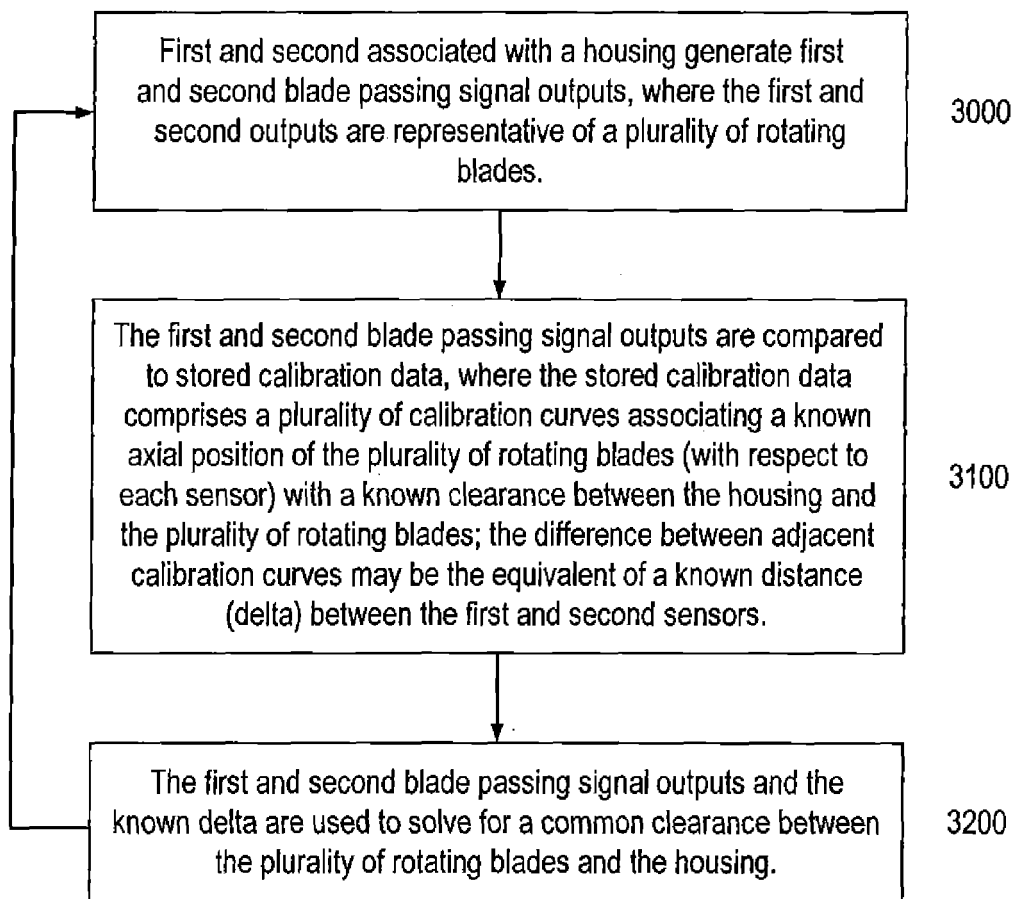 First and second associated with a housing generate first
and second blade passing signal outputs, where the first and
second outputs are representative of a plurality of rotating
blades.
3000
The first and second blade passing signal outputs are compared
to stored calibration data, where the stored calibration data
comprises a plurality of calibration curves associating a known
axial position of the plurality of rotating blades (with respect to
each sensor) with a known clearance between the housing and
the plurality of rotating blades; the difference between adjacent
calibration curves may be the equivalent of a known distance
(delta) between the first and second sensors.
3100
The first and second blade passing signal outputs and the
known delta are used to solve for a common clearance between
the plurality of rotating blades and the housing.
3200